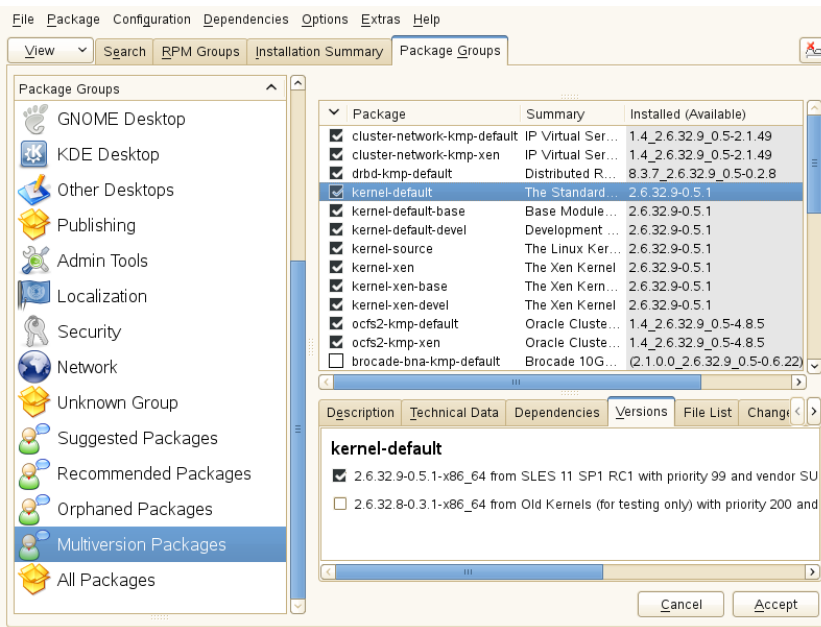 File Package Configuration Dependencies Options Extras Help
View Search RPM Groups Installation Summary Package Groups
Package Groups
GNOME Desktop
KDE Desktop
Other Desktops
Publishing
Admin Tools
Localization
Security
Network
Unknown Group
Suggested Packages
Recommended Packages
Orphaned Packages
Multiversion Packages
All Packages
Package Summary Installed (Available)
cluster-network-kmp-default IP Virtual Ser... 1.4_2.6.32.9_0.5-2.1.49
cluster-network-kmp-xen IP Virtual Ser... 1.4_2.6.32.9_0.5-2.1.49
drbd-kmp-default Distributed R... 8.3.7_2.6.32.9_0.5-0.2.8
kernel-default The Standard... 2.6.32.9-0.5.1
kernel-default-base Base Module... 2.6.32.9-0.5.1
kernel-default-devel Development ... 2.6.32.9-0.5.1
kernel-source The Linux Ker... 2.6.32.9-0.5.1
kernel-xen The Xen Kernel 2.6.32.9-0.5.1
kernel-xen-base The Xen Kern... 2.6.32.9-0.5.1
kernel-xen-devel The Xen Kernel 2.6.32.9-0.5.1
ocfs2-kmp-default Oracle Cluste... 1.4_2.6.32.9_0.5-4.8.5
ocfs2-kmp-xen Oracle Cluste... 1.4_2.6.32.9_0.5-4.8.5
brocade-bna-kmp-default Brocade 10G... (2.1.0.0_2.6.32.9_0.5-0.6.22)
Description Technical Data Dependencies Versions File List Change
kernel-default
2.6.32.9-0.5.1-x86_64 from SLES 11 SP1 RC1 with priority 99 and vendor SU
2.6.32.8-0.3.1-x86_64 from Old Kernels (for testing only) with priority 200 and
Cancel Accept